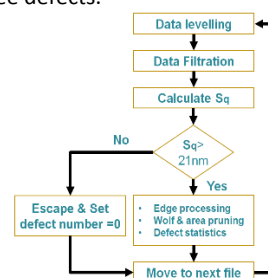 ee defects.
Data levelling
Data Filtration
Calculate Sq
Sq>
21nm
No
Yes
Escape & Set
defect number =0
• Edge processing
• Wolf & area pruning
• Defect statistics
Move to next file